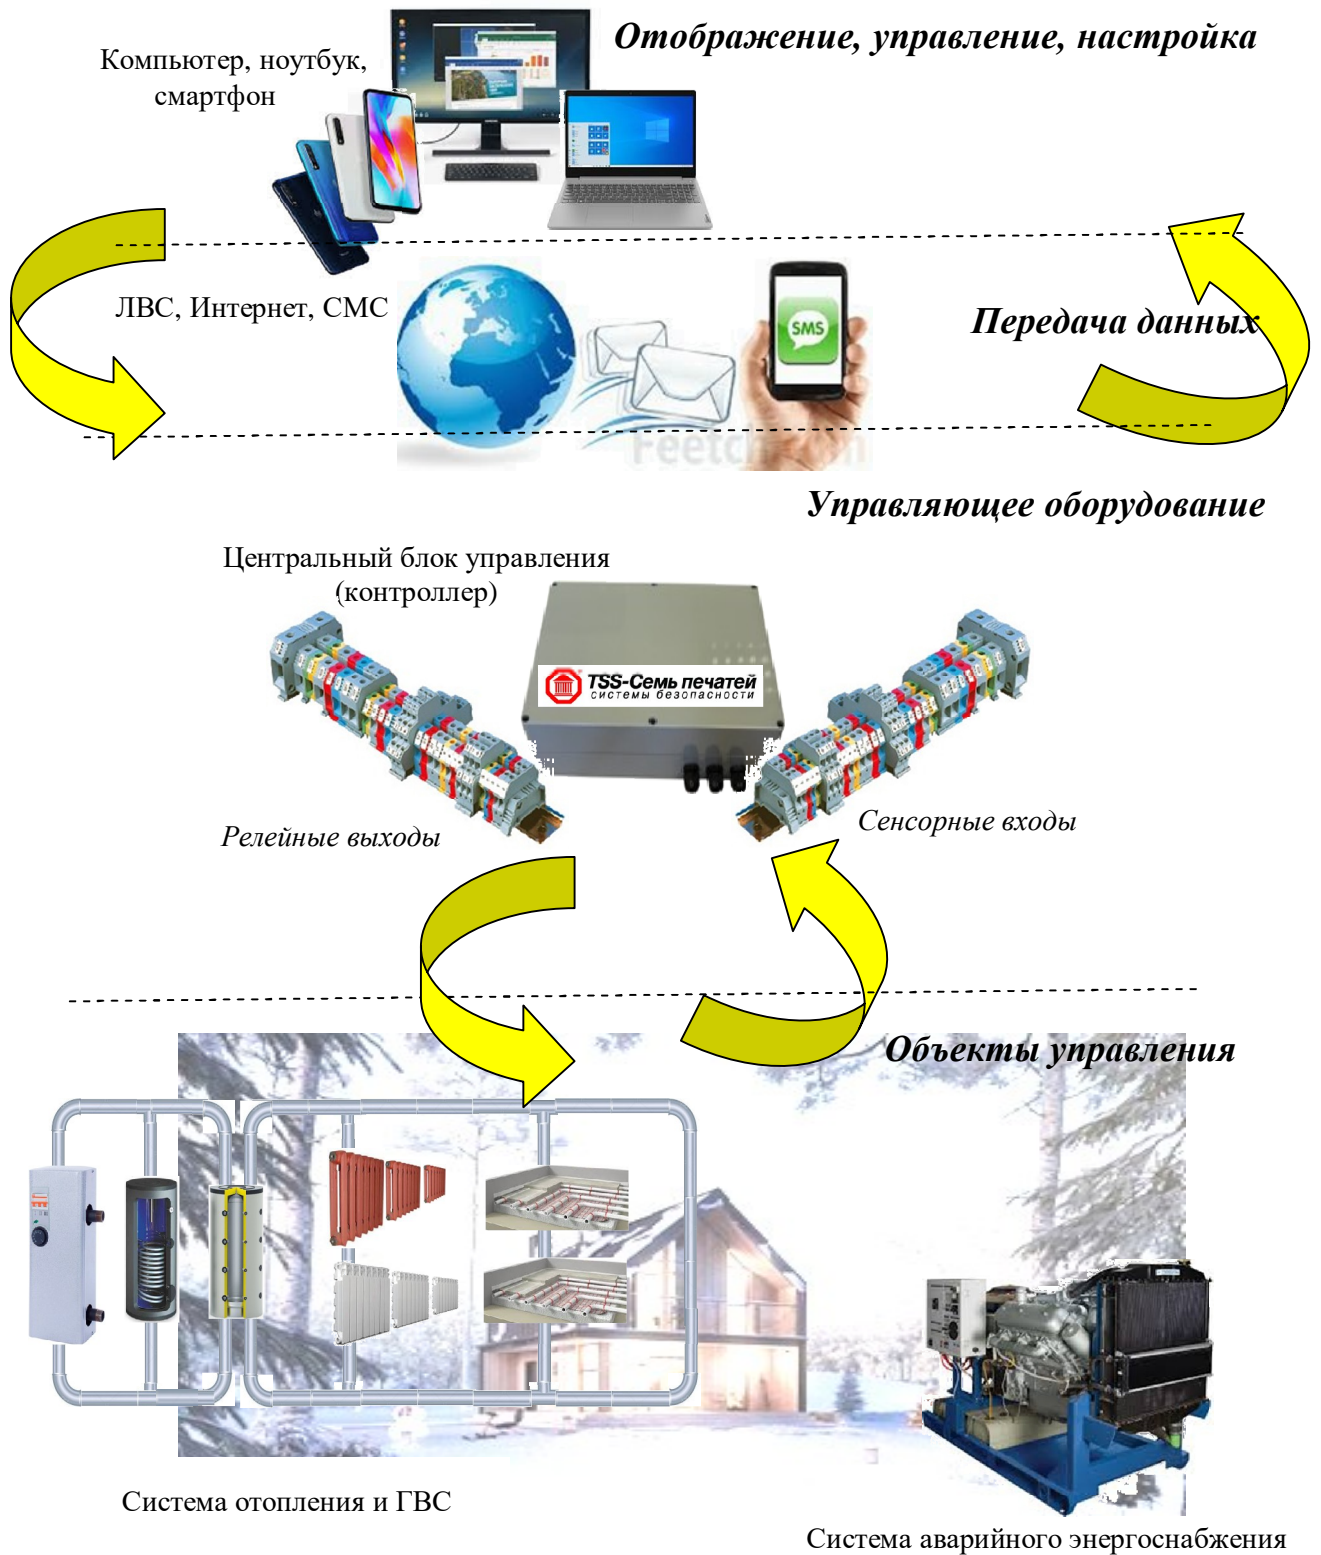 Отображение, управление, настройка
Компьютер, ноутбук,
смартфон
ЛВС, Интернет, СМС
SMS
Передача данных
Управляющее оборудование
Центральный блок управления
(контроллер)
TSS-Семь печатей
системы безопасности
Релейные выходы
Сенсорные входы
Объекты управления
Система отопления и ГВС
Система аварийного энергоснабжения